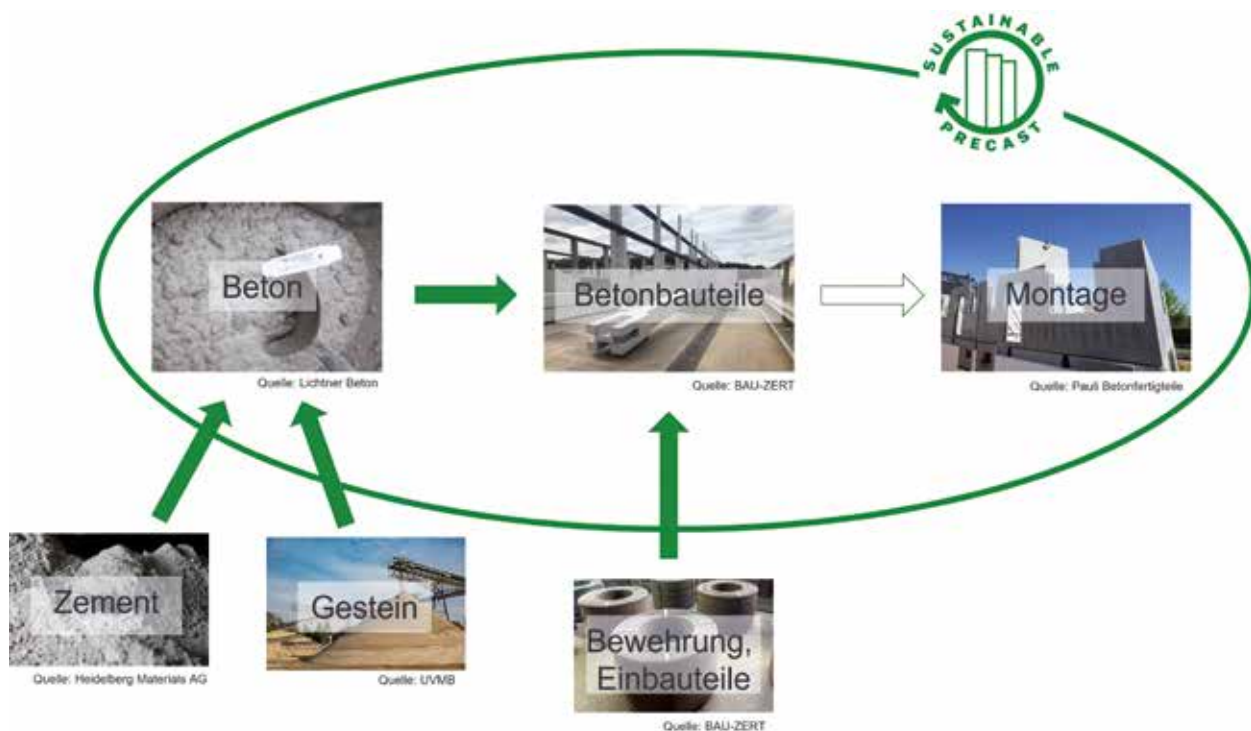 SUSTAINABLE
PRECAST
Beton
Quelle: Lichtner Beton
Betonbauteile
Quelle: BAU-ZERT
Montage
Quelle: Pauli Betonfertigteile
Zement
Quelle: Heidelberg Materials AG
Gestein
Quelle: UVMB
Bewehrung,
Einbauteile
Quelle: BAU-ZERT